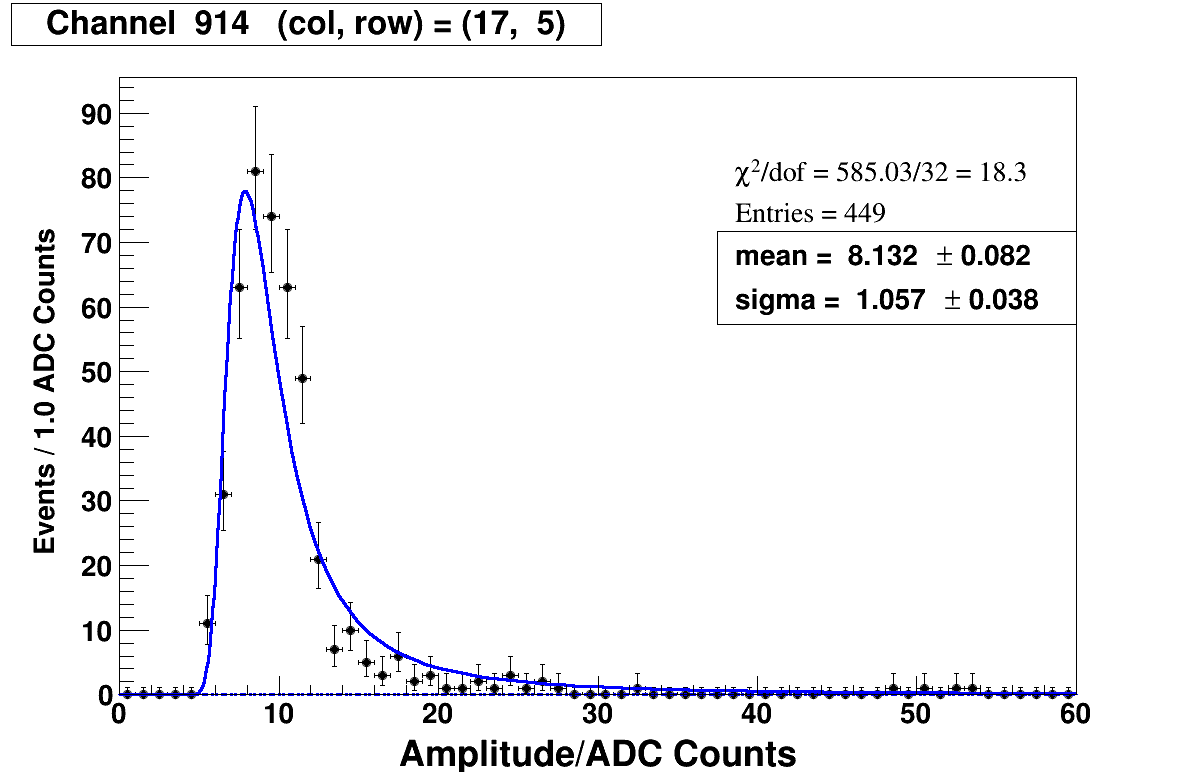 Channel 914 (col, row) = (17, 5)
90
80
70
60
50
40
30
20
10
0
Events / 1.0 ADC Counts
χ²/dof = 585.03/32 = 18.3
Entries = 449
mean = 8.132 ± 0.082
sigma = 1.057 ± 0.038
0 10 20 30 40 50 60
Amplitude/ADC Counts